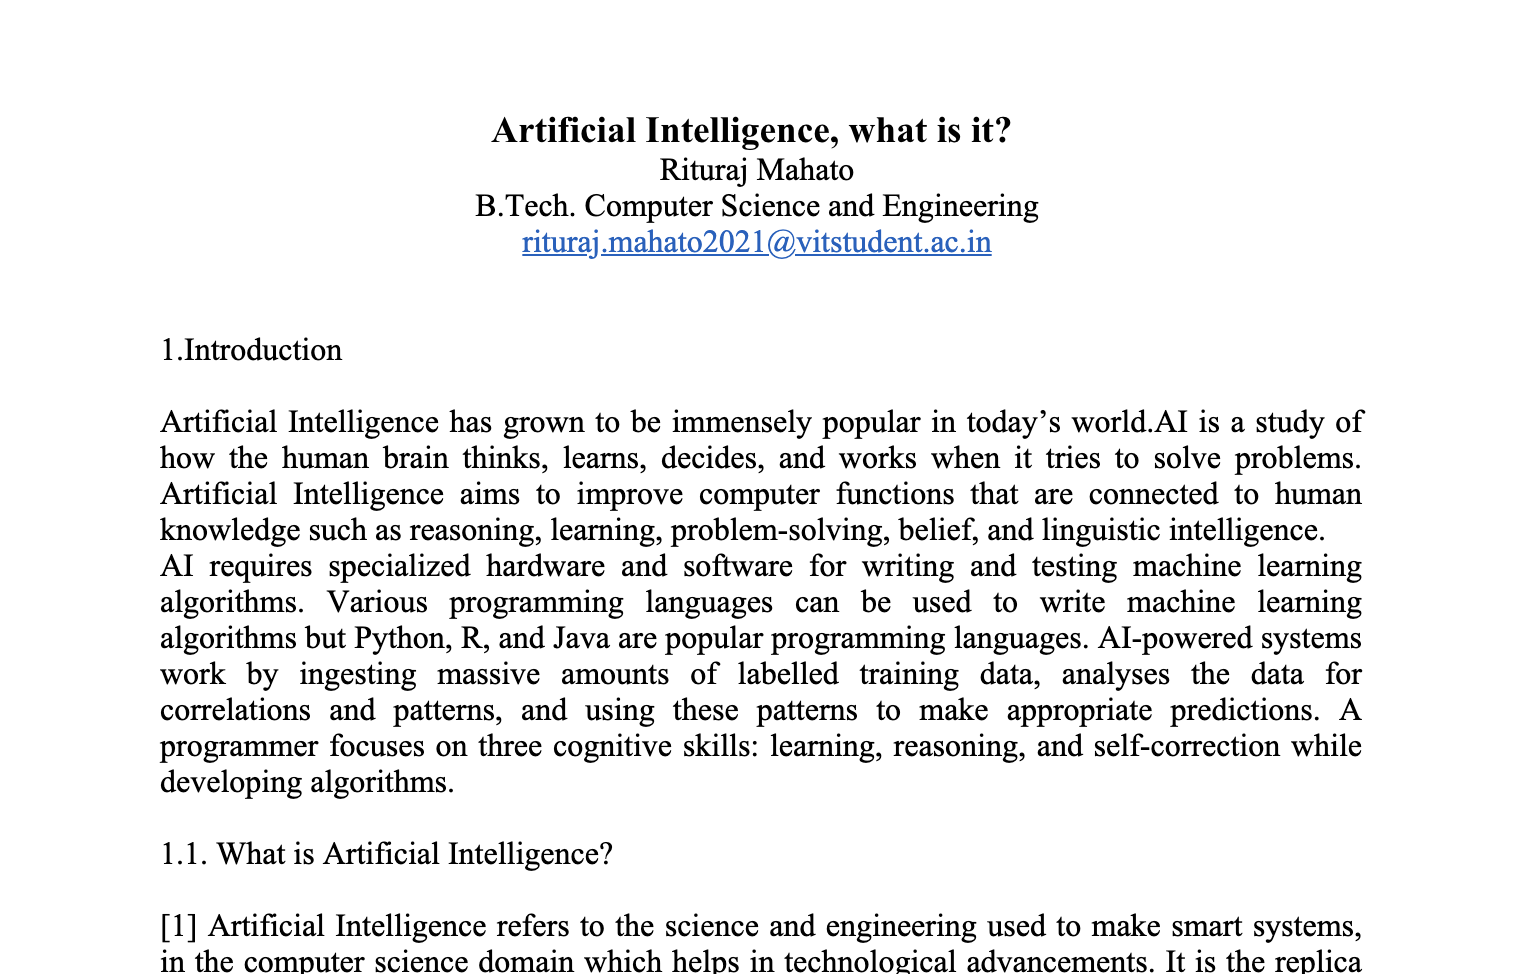 Artificial Intelligence, what is it?
Rituraj Mahato
B.Tech. Computer Science and Engineering
rituraj.mahato2021@vitstudent.ac.in
1.Introduction
Artificial Intelligence has grown to be immensely popular in today’s world.AI is a study of
how the human brain thinks, learns, decides, and works when it tries to solve problems.
Artificial Intelligence aims to improve computer functions that are connected to human
knowledge such as reasoning, learning, problem-solving, belief, and linguistic intelligence.
AI requires specialized hardware and software for writing and testing machine learning
algorithms. Various programming languages can be used to write machine learning
algorithms but Python, R, and Java are popular programming languages. AI-powered systems
work by ingesting massive amounts of labelled training data, analyses the data for
correlations and patterns, and using these patterns to make appropriate predictions. A
programmer focuses on three cognitive skills: learning, reasoning, and self-correction while
developing algorithms.
1.1. What is Artificial Intelligence?
[1] Artificial Intelligence refers to the science and engineering used to make smart systems,
in the computer science domain which helps in technological advancements. It is the replica